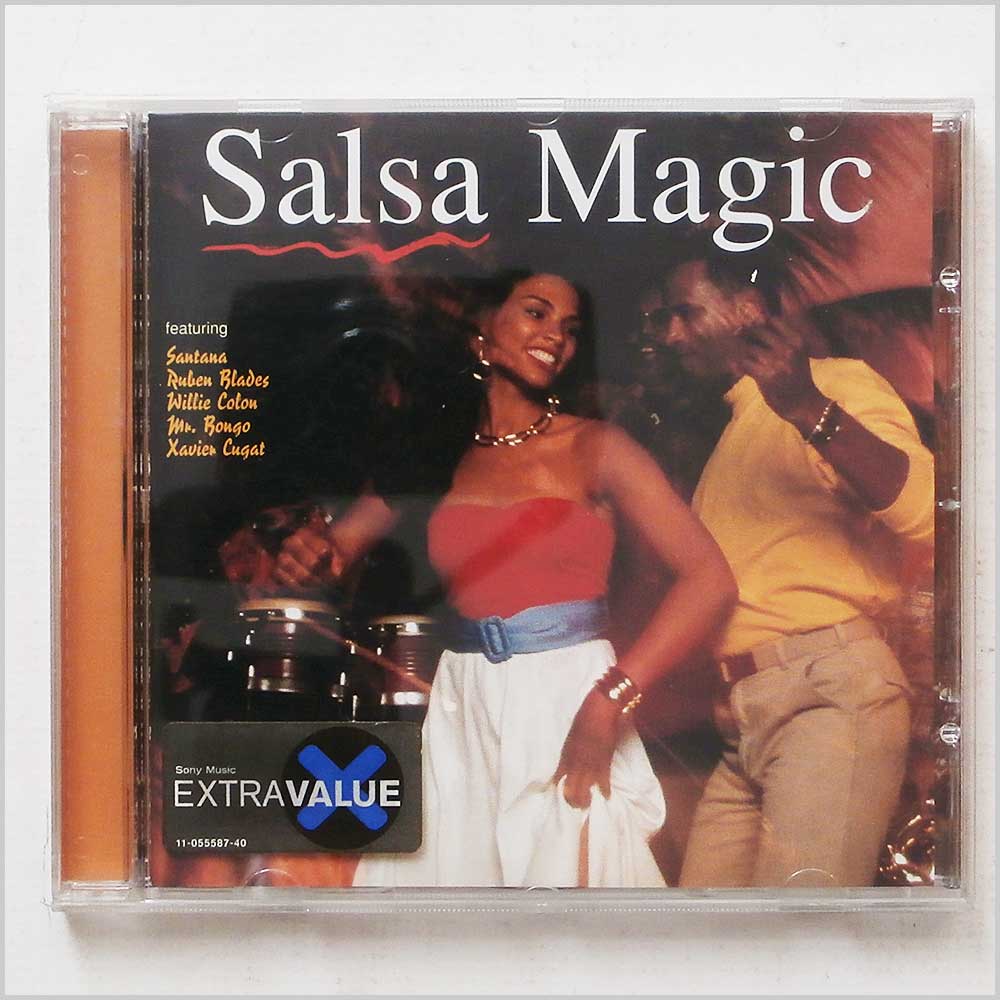 Salsa Magic
featuring
Santana
Ruben Blades
Willie Colon
Mr. Bongo
Xavier Cugat
Sony Music
EXTRAVALUE
11-055587-40